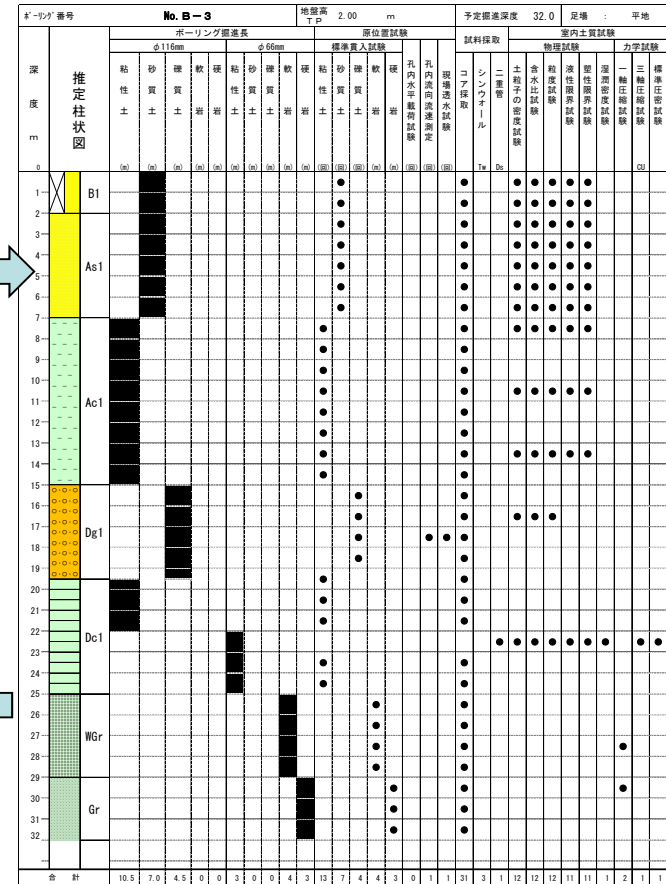 ボーリング番号 No. B-3 地盤高 TP 2.00 m 予定掘進深度 32.0 足場 : 平地
ボーリング掘進長 原位置試験 試料採取 室内土質試験
φ116mm φ66mm 標準貫入試験 物理試験 力学試験
深度 m
推定柱状図
粘性土 砂質土 礫質土 軟岩 硬岩 粘性土 砂質土 礫質土 軟岩 硬岩 粘性土 砂質土 礫質土 軟岩 硬岩 孔内水平載荷試験 孔内流向流速測定 現場透水試験 コア採取 シンウォール 二重管 土粒子の密度試験 含水比試験 粒度試験 液性限界試験 塑性限界試験 湿潤密度試験 一軸圧縮試験 三軸圧縮試験 標準圧密試験
0 (m) (m) (m) (m) (m) (m) (m) (m) (m) (m) (回) (回) (回) (m) (m) (回) (回) (回) Tw Ds CU
1 B1
2
3
4
As1
5
6
7
8
9
10
11 Ac1
12
13
14
15
16
17 Dg1
18
19
20
21
22 Dc1
23
24
25
26
27 WGr
28
29
30 Gr
31
32
合計 10.5 7.0 4.5 0 0 3 0 0 4 3 13 7 4 4 3 0 1 1 31 3 1 12 12 12 11 11 1 2 1 1